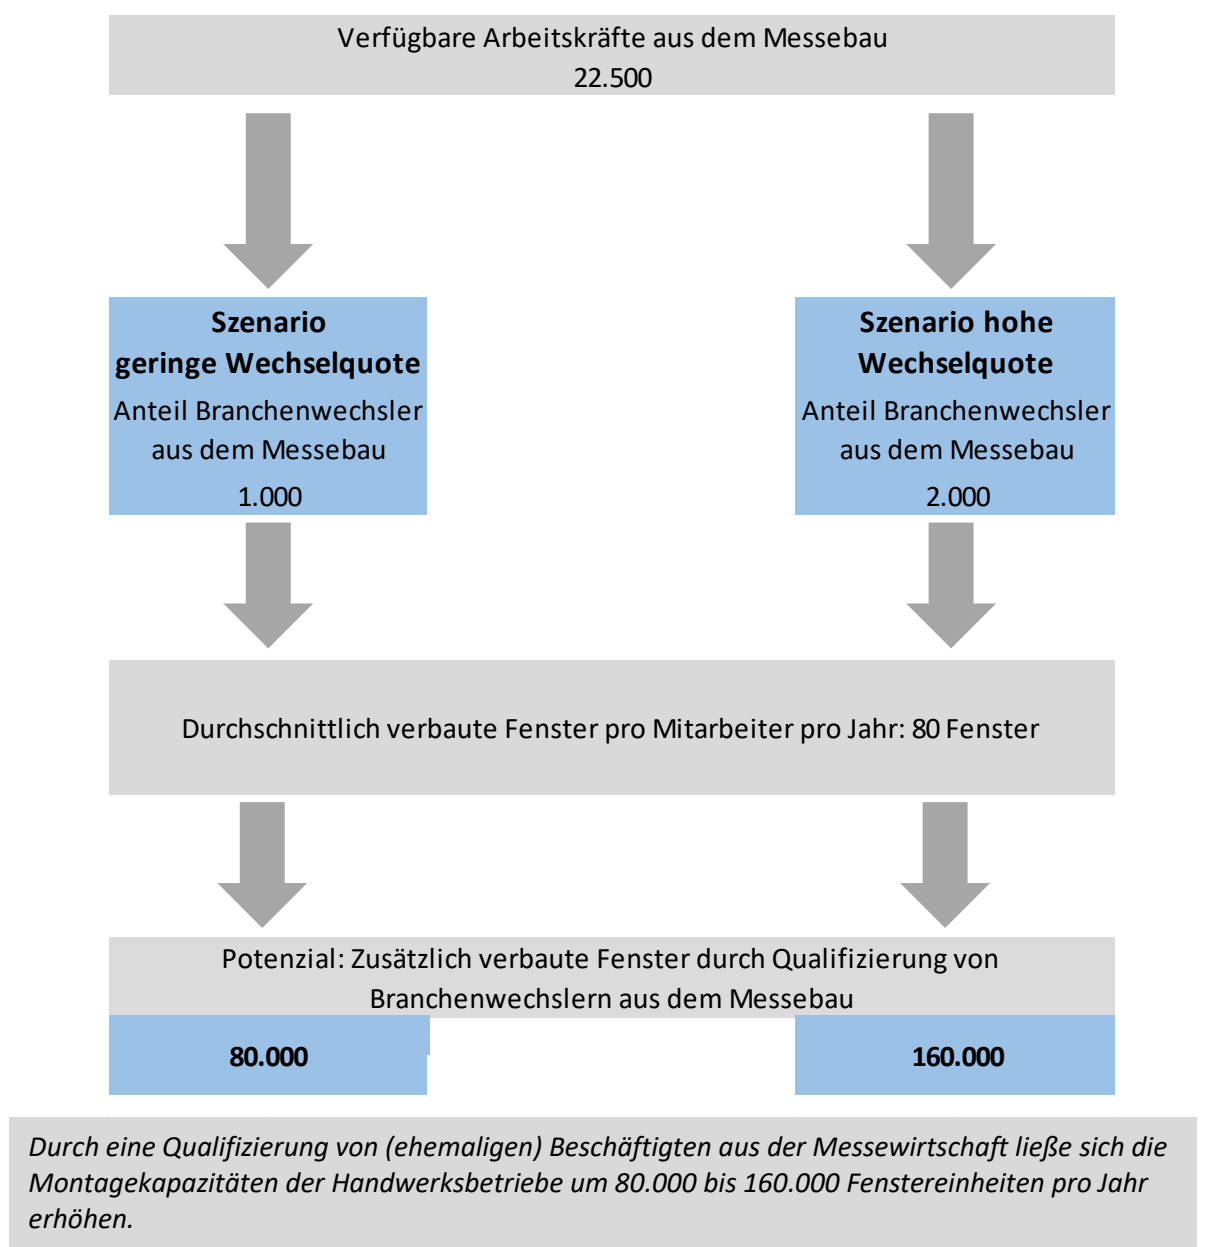 Verfügbare Arbeitskräfte aus dem Messebau
22.500
Szenario
geringe Wechselquote
Anteil Branchenwechsler
aus dem Messebau
1.000
Szenario hohe
Wechselquote
Anteil Branchenwechsler
aus dem Messebau
2.000
Durchschnittlich verbaute Fenster pro Mitarbeiter pro Jahr: 80 Fenster
Potenzial: Zusätzlich verbaute Fenster durch Qualifizierung von
Branchenwechslern aus dem Messebau
80.000
160.000
Durch eine Qualifizierung von (ehemaligen) Beschäftigten aus der Messewirtschaft ließe sich die
Montagekapazitäten der Handwerksbetriebe um 80.000 bis 160.000 Fenstereinheiten pro Jahr
erhöhen.